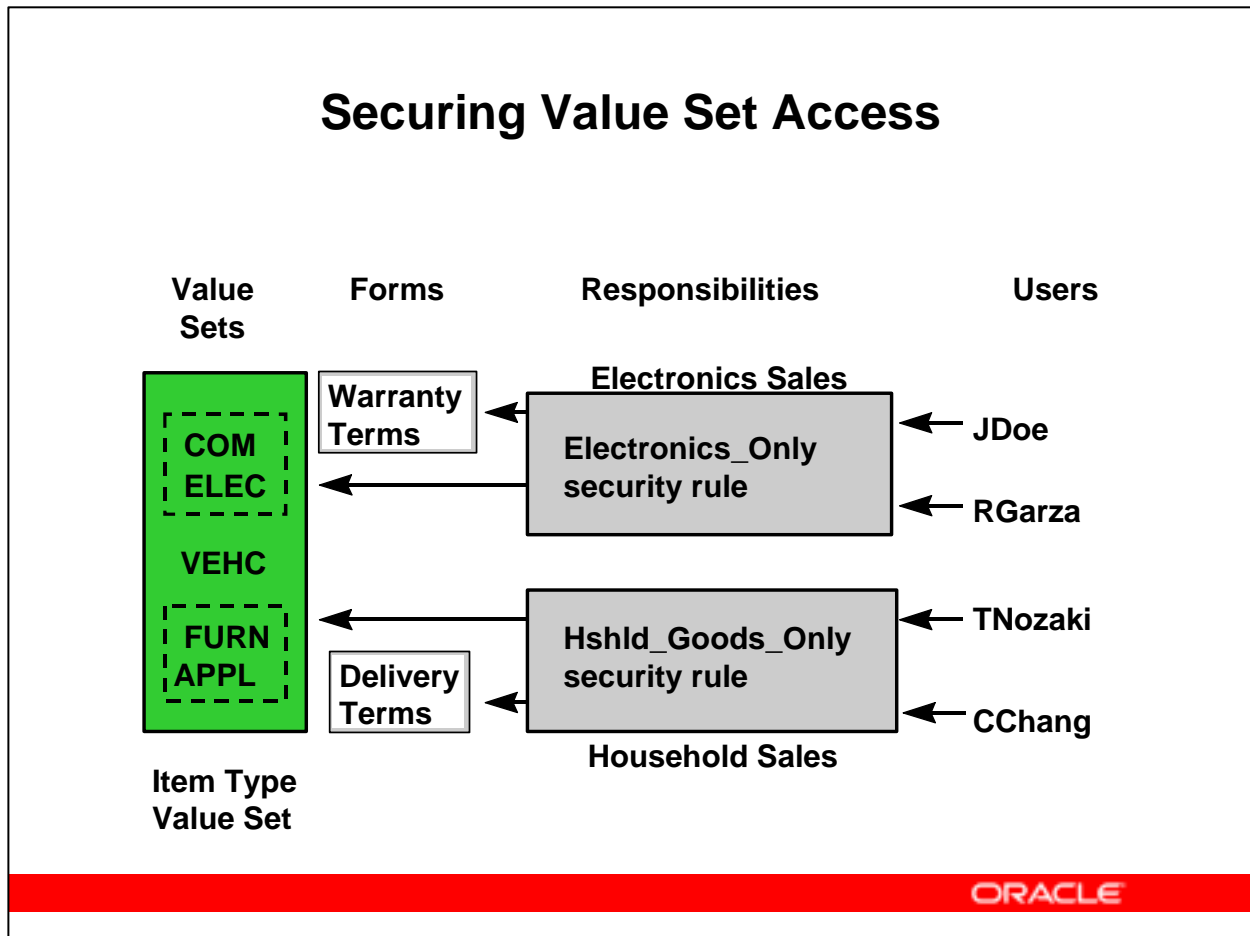 Securing Value Set Access
Value
Sets
Forms
Responsibilities
Users
Electronics Sales
Warranty
Terms
COM
ELEC
Electronics_Only
security rule
JDoe
RGarza
VEHC
FURN
APPL
Delivery
Terms
Hshld_Goods_Only
security rule
TNozaki
CChang
Household Sales
Item Type
Value Set
ORACLE